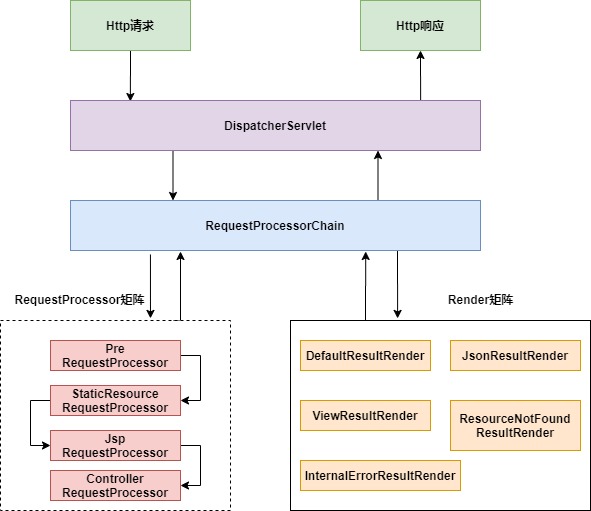 Http请求
Http响应
DispatcherServlet
RequestProcessorChain
RequestProcessor矩阵
Render矩阵
Pre
RequestProcessor
StaticResource
RequestProcessor
Jsp
RequestProcessor
Controller
RequestProcessor
DefaultResultRender
JsonResultRender
ViewResultRender
ResourceNotFound
ResultRender
InternalErrorResultRender